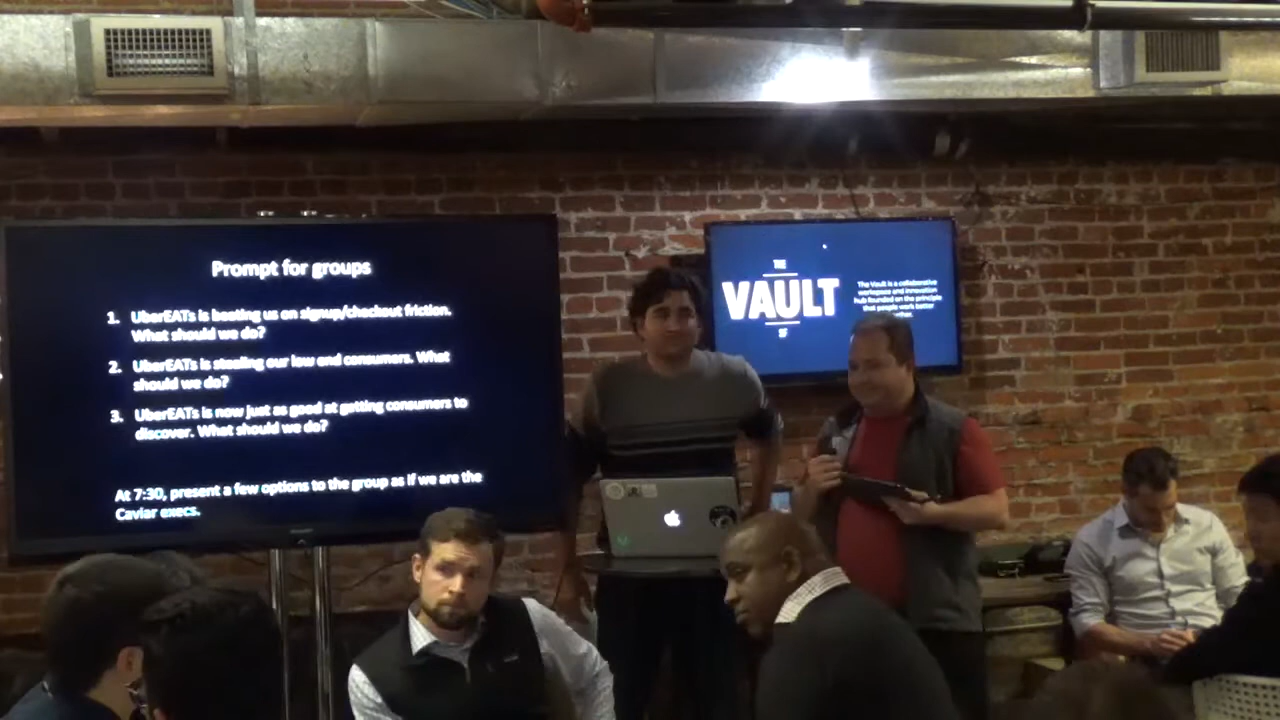 Prompt for groups
1. UberEATs is beating us on signup/checkout friction.
What should we do?
2. UberEATs is stealing our low end consumers. What
should we do?
3. UberEATs is now just as good at getting consumers to
discover. What should we do?
At 7:30, present a few options to the group as if we are the
Caviar execs.
THE
VAULT
SF
The Vault is a collaborative
workspace and innovation
hub founded on the principle
that people work better